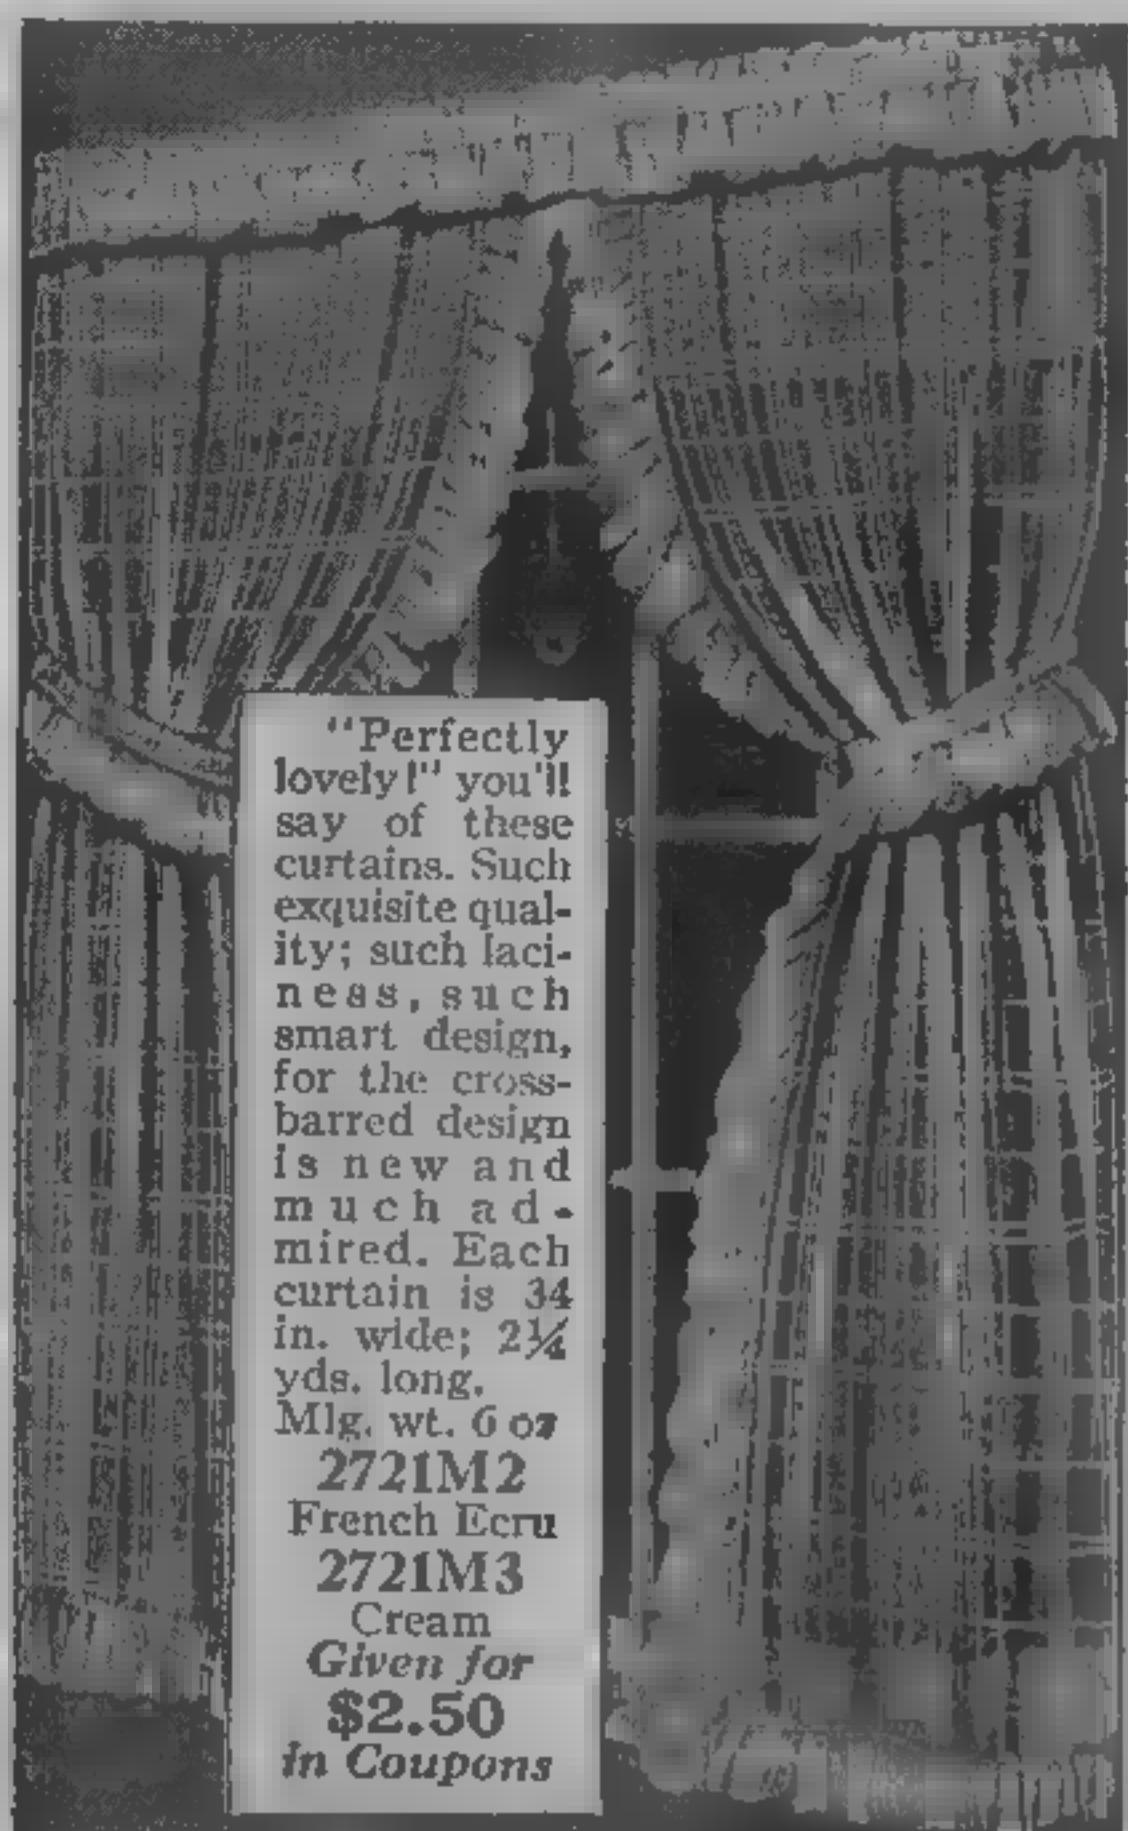 "Perfectly
lovely!" you'll
say of these
curtains. Such
exquisite qual-
ity; such laci-
ness, such
smart design,
for the cross-
barred design
is new and
much ad-
mired. Each
curtain is 34
in. wide; 2¼
yds. long.
Mlg. wt. 6 oz
2721M2
French Ecru
2721M3
Cream
Given for
$2.50
in Coupons